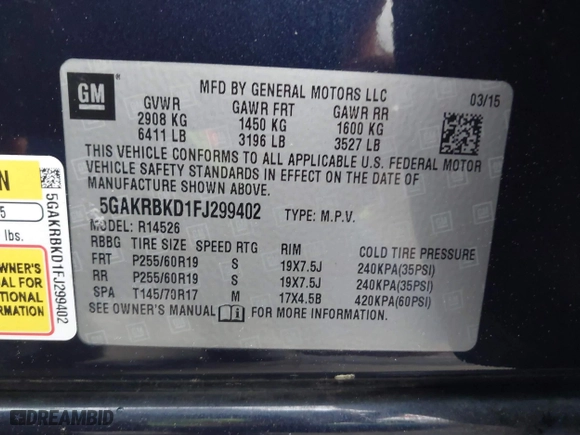 GM
MFD BY GENERAL MOTORS LLC
03/15
GVWR GAWR FRT GAWR RR
2908 KG 1450 KG 1600 KG
6411 LB 3196 LB 3527 LB
THIS VEHICLE CONFORMS TO ALL APPLICABLE U.S. FEDERAL MOTOR
VEHICLE SAFETY STANDARDS IN EFFECT ON THE DATE OF
MANUFACTURE SHOWN ABOVE.
5GAKRBKD1FJ299402 TYPE: M.P.V.
MODEL: R14526
RBBG TIRE SIZE SPEED RTG RIM COLD TIRE PRESSURE
FRT P255/60R19 S 19X7.5J 240KPA(35PSI)
RR P255/60R19 S 19X7.5J 240KPA(35PSI)
SPA T145/70R17 M 17X4.5B 420KPA(60PSI)
SEE OWNER'S MANUAL FOR MORE INFORMATION.
N
5
lbs.
OWNER'S
AL FOR
TIONAL
RMATION
5GAKRBKD1FJ299402
DREAMBID